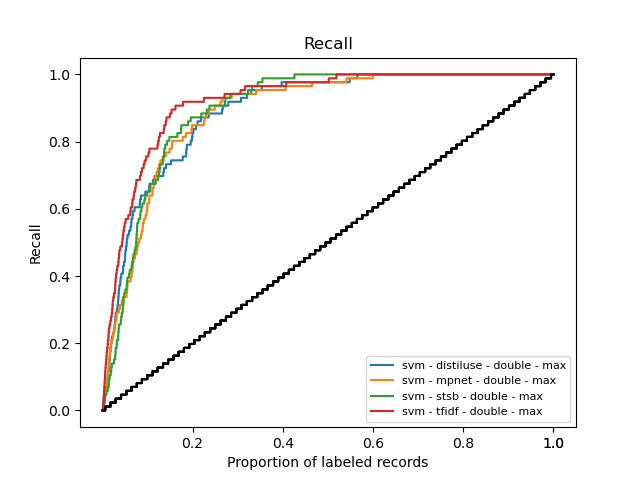 Recall
1.0
0.8
0.6
0.4
0.2
0.0
Recall
svm - distiluse - double - max
svm - mpnet - double - max
svm - stsb - double - max
svm - tfidf - double - max
0.2 0.4 0.6 0.8 1.0
Proportion of labeled records